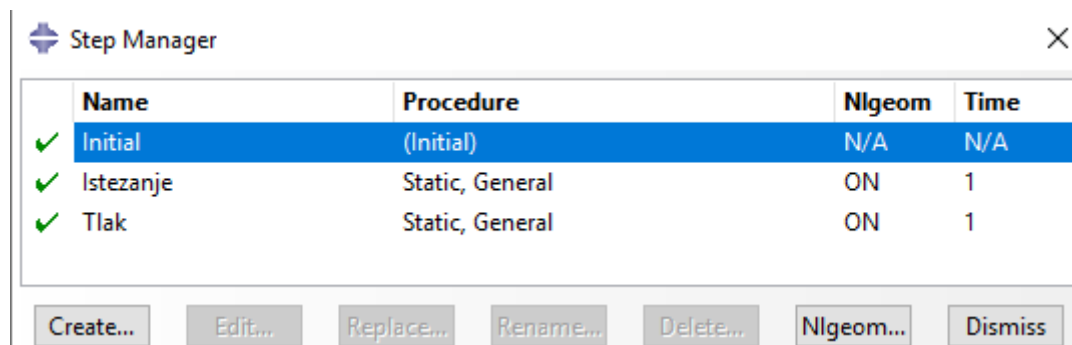 Step Manager
Name Procedure Nlgeom Time
Initial (Initial) N/A N/A
Istezanje Static, General ON 1
Tlak Static, General ON 1
Create... Edit... Replace... Rename... Delete... Nlgeom... Dismiss